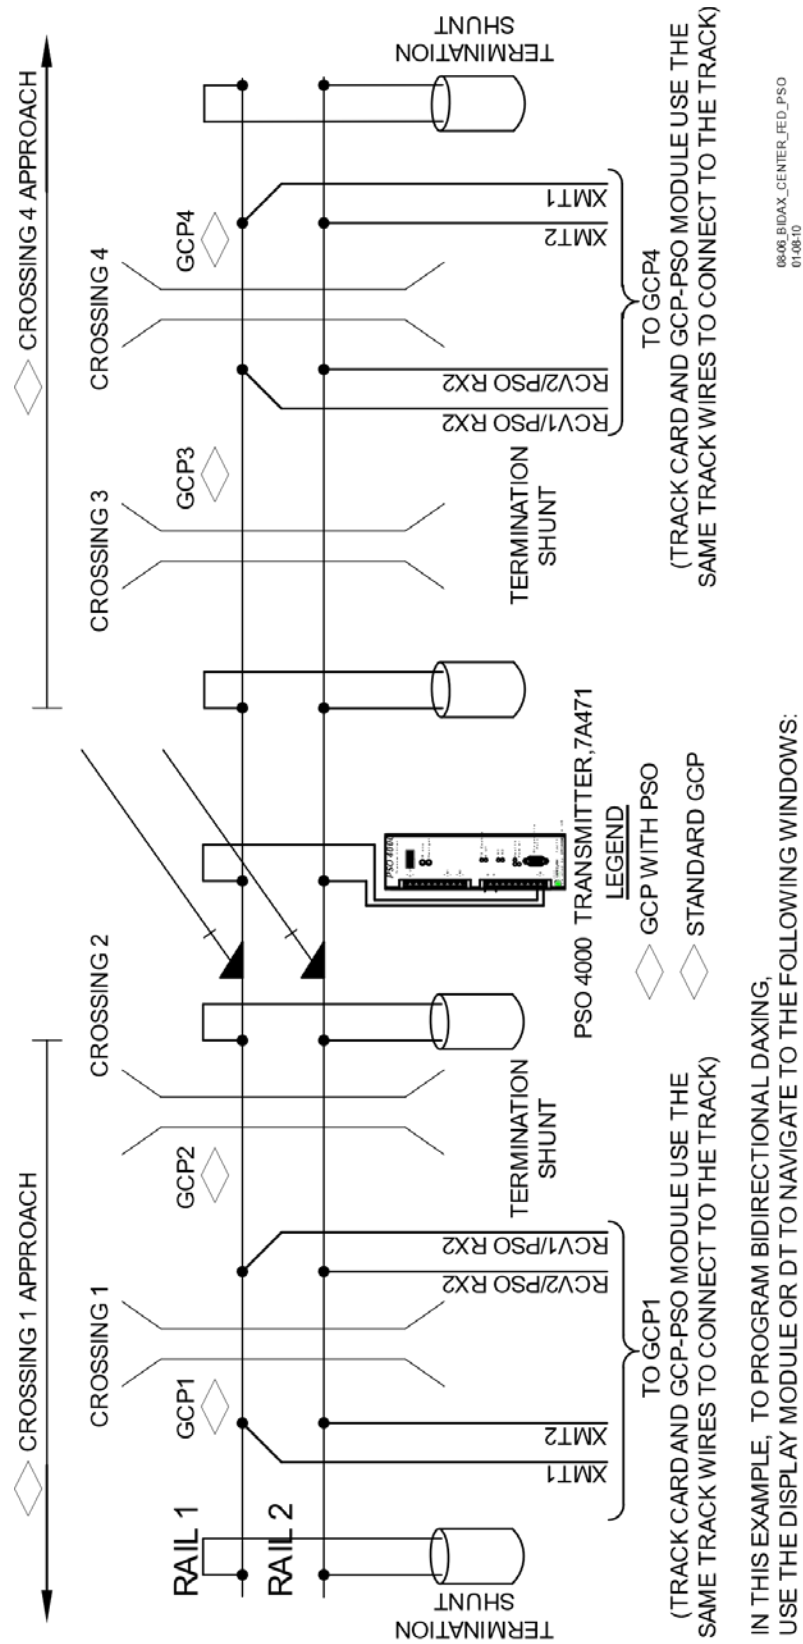 CROSSING 1 APPROACH
CROSSING 4 APPROACH
CROSSING 1
CROSSING 2
CROSSING 3
CROSSING 4
GCP1
GCP2
GCP3
GCP4
RAIL 1
RAIL 2
TERMINATION
SHUNT
XMT1
XMT2
RCV2/PSO RX2
RCV1/PSO RX2
TERMINATION
SHUNT
PSO 4000
TERMINATION
SHUNT
RCV1/PSO RX2
RCV2/PSO RX2
XMT2
XMT1
TERMINATION
SHUNT
TO GCP1
(TRACK CARD AND GCP-PSO MODULE USE THE
SAME TRACK WIRES TO CONNECT TO THE TRACK)
PSO 4000 TRANSMITTER,7A471
LEGEND
GCP WITH PSO
STANDARD GCP
TO GCP4
(TRACK CARD AND GCP-PSO MODULE USE THE
SAME TRACK WIRES TO CONNECT TO THE TRACK)
IN THIS EXAMPLE, TO PROGRAM BIDIRECTIONAL DAXING,
USE THE DISPLAY MODULE OR DT TO NAVIGATE TO THE FOLLOWING WINDOWS:
08-06_BIDAX_CENTER_FED_PSO
01-08-10